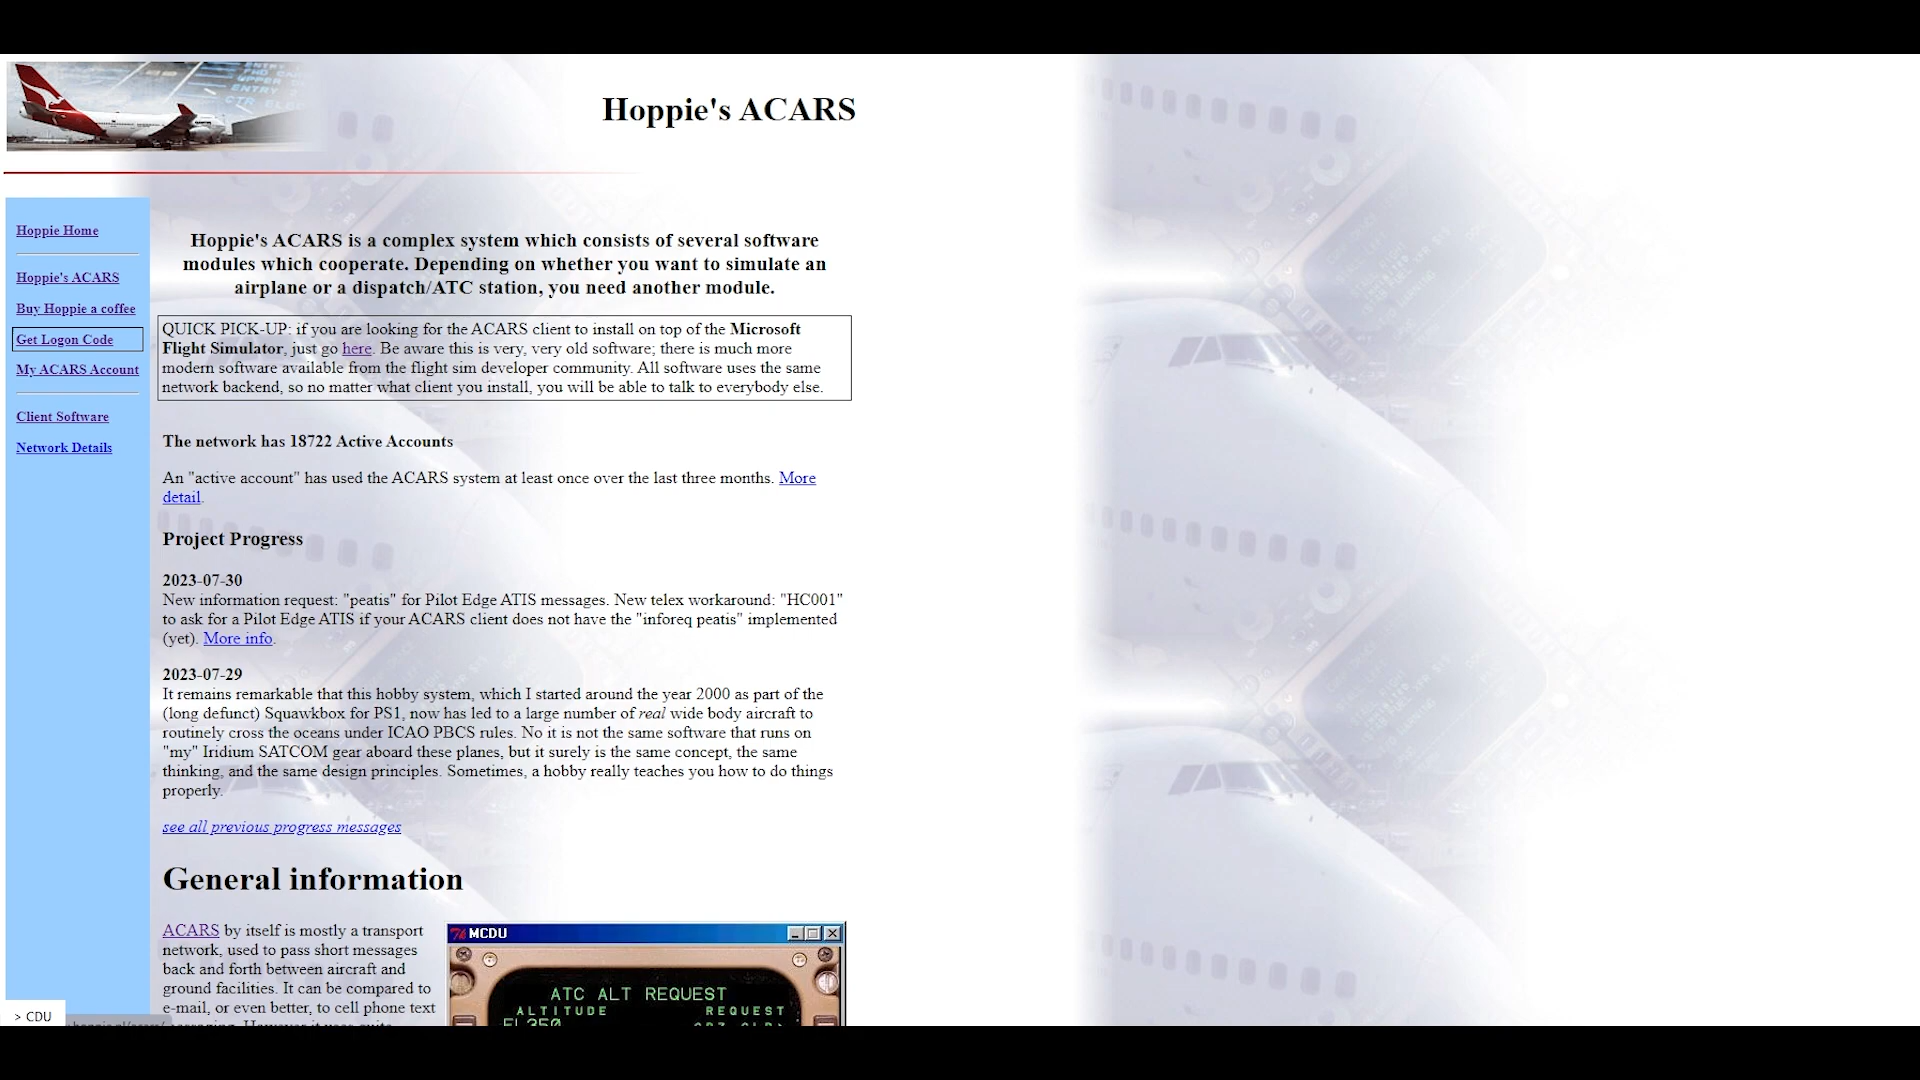 Hoppie's ACARS
Hoppie Home
Hoppie's ACARS
Buy Hoppie a coffee
Get Logon Code
My ACARS Account
Client Software
Network Details
Hoppie's ACARS is a complex system which consists of several software
modules which cooperate. Depending on whether you want to simulate an
airplane or a dispatch/ATC station, you need another module.
QUICK PICK-UP: if you are looking for the ACARS client to install on top of the Microsoft
Flight Simulator, just go here. Be aware this is very, very old software; there is much more
modern software available from the flight sim developer community. All software uses the same
network backend, so no matter what client you install, you will be able to talk to everybody else.
The network has 18722 Active Accounts
An "active account" has used the ACARS system at least once over the last three months. More
detail.
Project Progress
2023-07-30
New information request: "peatis" for Pilot Edge ATIS messages. New telex workaround: "HC001"
to ask for a Pilot Edge ATIS if your ACARS client does not have the "inforeq peatis" implemented
(yet). More info.
2023-07-29
It remains remarkable that this hobby system, which I started around the year 2000 as part of the
(long defunct) Squawkbox for PS1, now has led to a large number of real wide body aircraft to
routinely cross the oceans under ICAO PBCS rules. No it is not the same software that runs on
"my" Iridium SATCOM gear aboard these planes, but it surely is the same concept, the same
thinking, and the same design principles. Sometimes, a hobby really teaches you how to do things
properly.
see all previous progress messages
General information
ACARS by itself is mostly a transport
network, used to pass short messages
back and forth between aircraft and
ground facilities. It can be compared to
e-mail, or even better, to cell phone text
MCDU
ATC ALT REQUEST
ALTITUDE REQUEST
FL350
> CDU